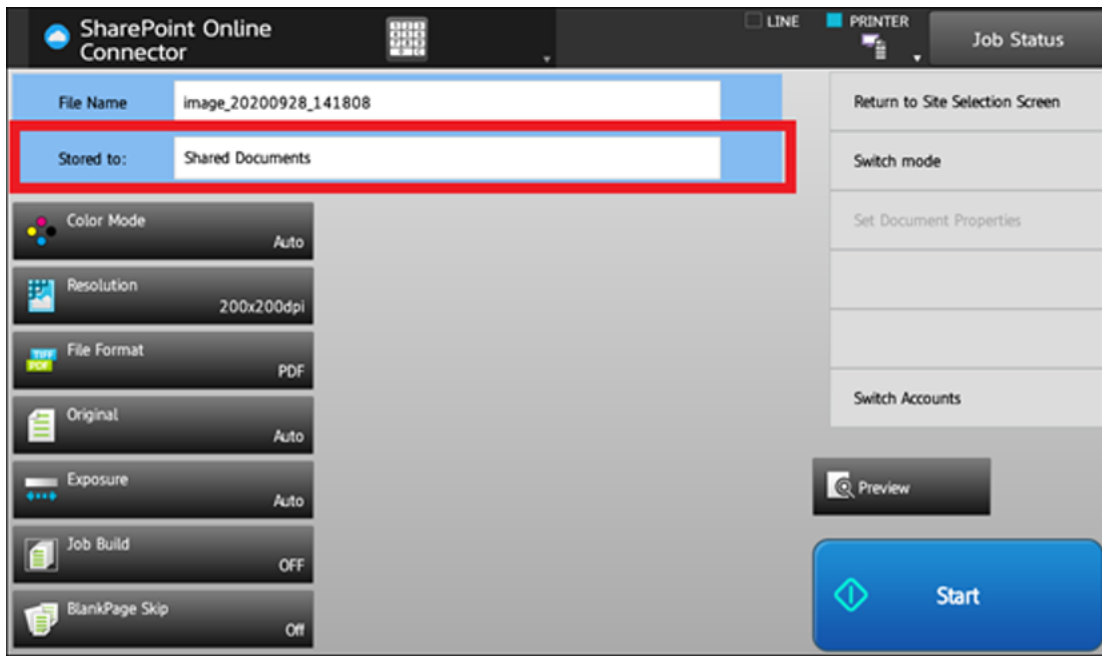 SharePoint Online
Connector
LINE
PRINTER
Job Status
File Name
image_20200928_141808
Stored to:
Shared Documents
Color Mode
Auto
Resolution
200x200dpi
TIFF
PDF
File Format
PDF
Original
Auto
Exposure
Auto
Job Build
OFF
BlankPage Skip
Off
Return to Site Selection Screen
Switch mode
Set Document Properties
Switch Accounts
Preview
Start